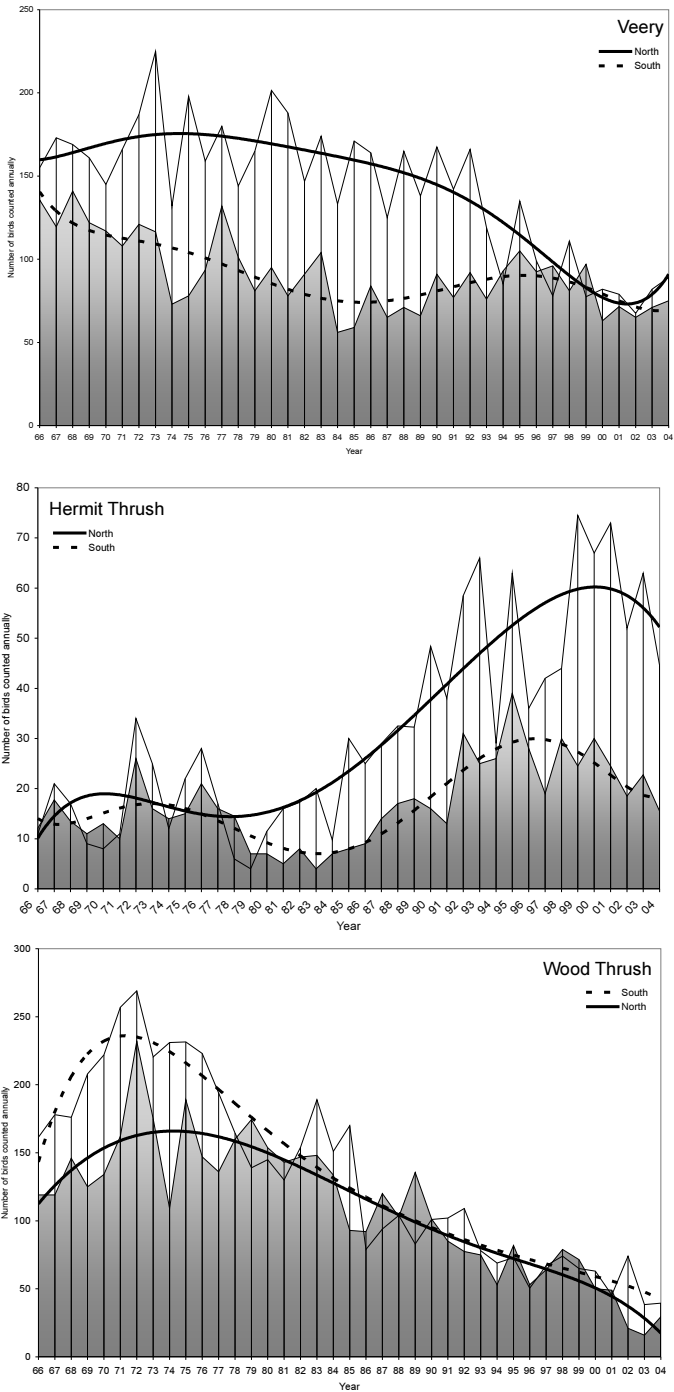 250
200
150
100
50
0
Number of birds counted annually
Veery
North
South
66 67 68 69 70 71 72 73 74 75 76 77 78 79 80 81 82 83 84 85 86 87 88 89 90 91 92 93 94 95 96 97 98 99 00 01 02 03 04
Year
80
70
60
50
40
30
20
10
0
Number of birds counted annually
Hermit Thrush
North
South
66 67 68 69 70 71 72 73 74 75 76 77 78 79 80 81 82 83 84 85 86 87 88 89 90 91 92 93 94 95 96 97 98 99 00 01 02 03 04
Year
300
250
200
150
100
50
0
Number of birds counted annually
Wood Thrush
South
North
66 67 68 69 70 71 72 73 74 75 76 77 78 79 80 81 82 83 84 85 86 87 88 89 90 91 92 93 94 95 96 97 98 99 00 01 02 03 04
Year